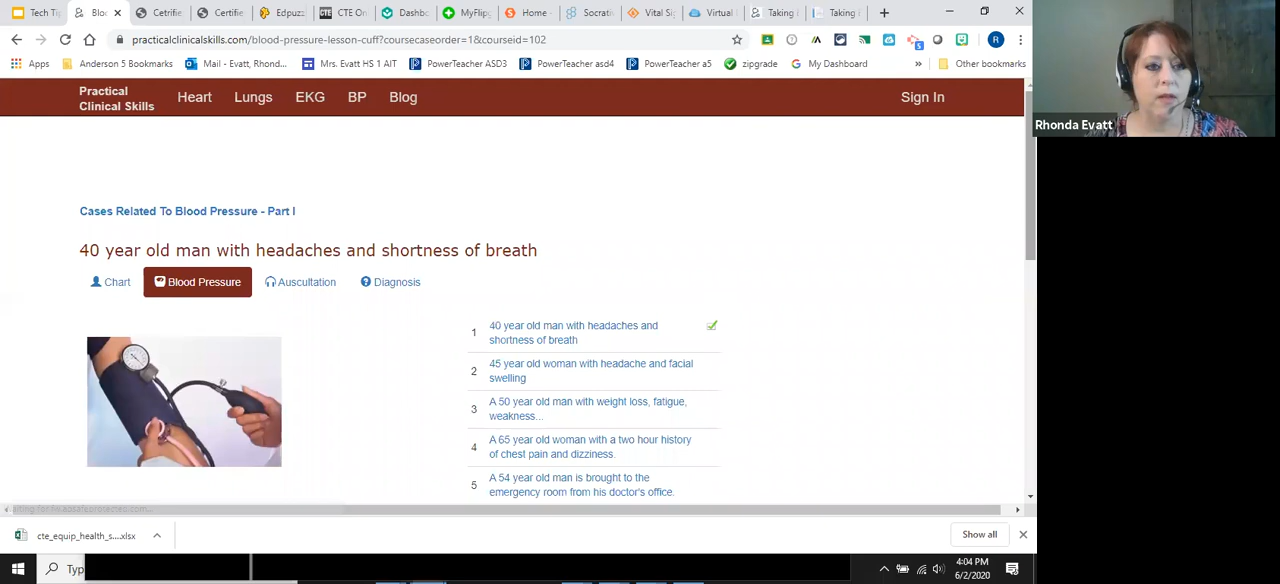 Tech Ti
Blo
Cetrifie
Certifie
Edpuzz
CTE On
Dashb
MyFlip
Home -
Socrati
Vital Si
Virtual
Taking
Taking
practicalclinicalskills.com/blood-pressure-lesson-cuff?coursecaseorder=1&courseid=102
Apps
Anderson 5 Bookmarks
Mail - Evatt, Rhond...
Mrs. Evatt HS 1 AIT
PowerTeacher ASD3
PowerTeacher asd4
PowerTeacher a5
zipgrade
My Dashboard
»
Other bookmarks
Practical
Clinical Skills
Heart
Lungs
EKG
BP
Blog
Sign In
Rhonda Evatt
Cases Related To Blood Pressure - Part I
40 year old man with headaches and shortness of breath
Chart
Blood Pressure
Auscultation
Diagnosis
1 40 year old man with headaches and
shortness of breath
2 45 year old woman with headache and facial
swelling
3 A 50 year old man with weight loss, fatigue,
weakness...
4 A 65 year old woman with a two hour history
of chest pain and dizziness.
5 A 54 year old man is brought to the
emergency room from his doctor's office.
cte_equip_health_s....xlsx
Show all
Typ
4:04 PM
6/2/2020